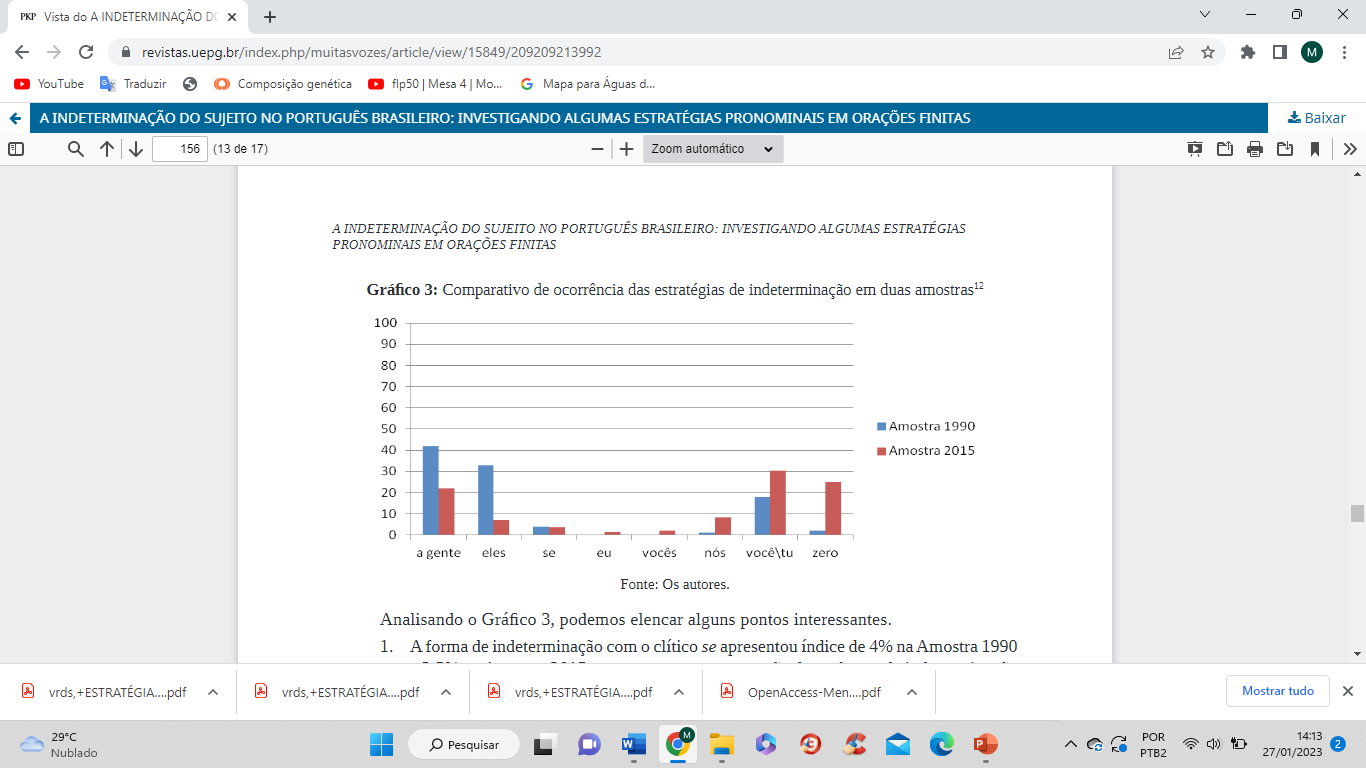 PKP Vista do A INDETERMINAÇÃO DO
revistas.uepg.br/index.php/muitasvozes/article/view/15849/209209213992
M
YouTube Traduzir Composição genética flp50 | Mesa 4 | Mo... Mapa para Águas d...
A INDETERMINAÇÃO DO SUJEITO NO PORTUGUÊS BRASILEIRO: INVESTIGANDO ALGUMAS ESTRATÉGIAS PRONOMINAIS EM ORAÇÕES FINITAS
Baixar
156 (13 de 17) Zoom automático
A INDETERMINAÇÃO DO SUJEITO NO PORTUGUÊS BRASILEIRO: INVESTIGANDO ALGUMAS ESTRATÉGIAS
PRONOMINAIS EM ORAÇÕES FINITAS
Gráfico 3: Comparativo de ocorrência das estratégias de indeterminação em duas amostras¹²
100
90
80
70
60
50
40
30
20
10
0
a gente eles se eu vocês nós você\tu zero
Amostra 1990
Amostra 2015
Fonte: Os autores.
Analisando o Gráfico 3, podemos elencar alguns pontos interessantes.
1. A forma de indeterminação com o clítico se apresentou índice de 4% na Amostra 1990
vrds,+ESTRATÉGIA....pdf vrds,+ESTRATÉGIA....pdf vrds,+ESTRATÉGIA....pdf OpenAccess-Men....pdf Mostrar tudo
29°C
Nublado
Pesquisar
M
POR
PTB2
14:13
27/01/2023
2